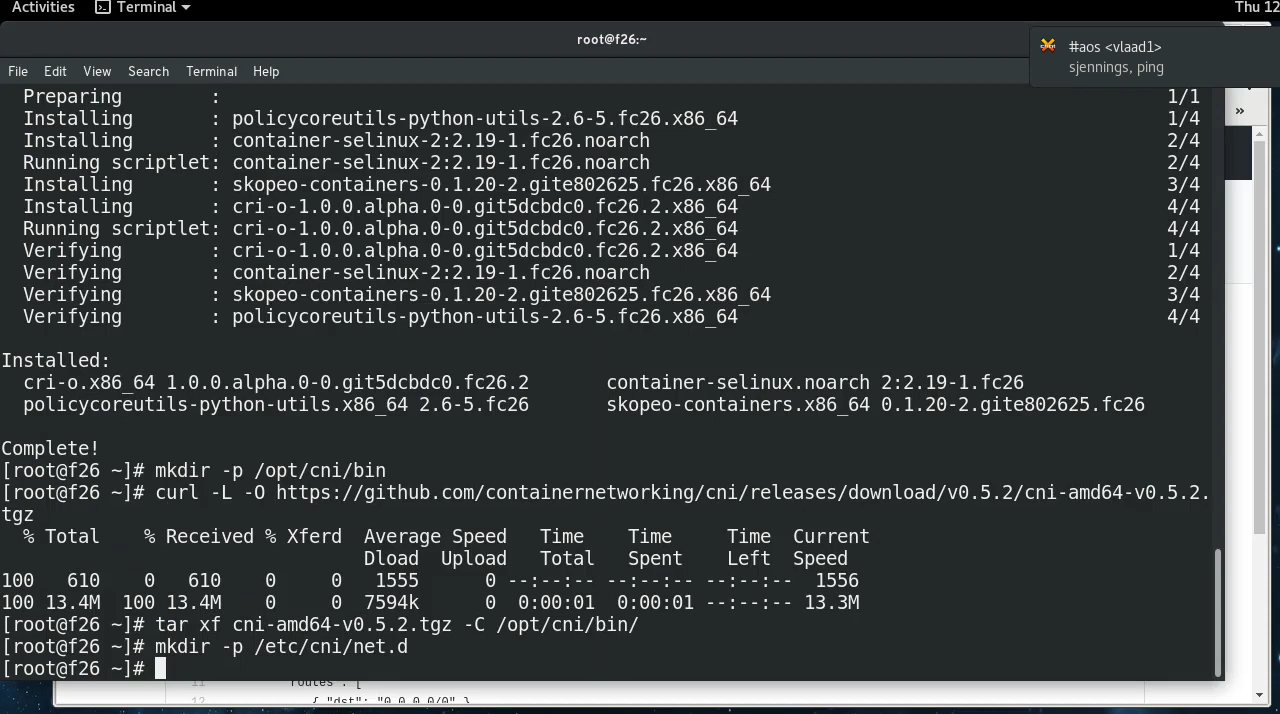 Activities Terminal Thu 12
root@f26:~
#aos <vlaad1>
sjennings, ping
File Edit View Search Terminal Help
»
Preparing : 1/1
Installing : policycoreutils-python-utils-2.6-5.fc26.x86_64 1/4
Installing : container-selinux-2:2.19-1.fc26.noarch 2/4
Running scriptlet: container-selinux-2:2.19-1.fc26.noarch 2/4
Installing : skopeo-containers-0.1.20-2.gite802625.fc26.x86_64 3/4
Installing : cri-o-1.0.0.alpha.0-0.git5dcbdc0.fc26.2.x86_64 4/4
Running scriptlet: cri-o-1.0.0.alpha.0-0.git5dcbdc0.fc26.2.x86_64 4/4
Verifying : cri-o-1.0.0.alpha.0-0.git5dcbdc0.fc26.2.x86_64 1/4
Verifying : container-selinux-2:2.19-1.fc26.noarch 2/4
Verifying : skopeo-containers-0.1.20-2.gite802625.fc26.x86_64 3/4
Verifying : policycoreutils-python-utils-2.6-5.fc26.x86_64 4/4
Installed:
cri-o.x86_64 1.0.0.alpha.0-0.git5dcbdc0.fc26.2 container-selinux.noarch 2:2.19-1.fc26
policycoreutils-python-utils.x86_64 2.6-5.fc26 skopeo-containers.x86_64 0.1.20-2.gite802625.fc26
Complete!
[root@f26 ~]# mkdir -p /opt/cni/bin
[root@f26 ~]# curl -L -O https://github.com/containernetworking/cni/releases/download/v0.5.2/cni-amd64-v0.5.2.
tgz
% Total % Received % Xferd Average Speed Time Time Time Current
Dload Upload Total Spent Left Speed
100 610 0 610 0 0 1555 0 --:--:-- --:--:-- --:--:-- 1556
100 13.4M 100 13.4M 0 0 7594k 0 0:00:01 0:00:01 --:--:-- 13.3M
[root@f26 ~]# tar xf cni-amd64-v0.5.2.tgz -C /opt/cni/bin/
[root@f26 ~]# mkdir -p /etc/cni/net.d
[root@f26 ~]#
11 "routes": [
12 { "dst": "0.0.0.0/0" }